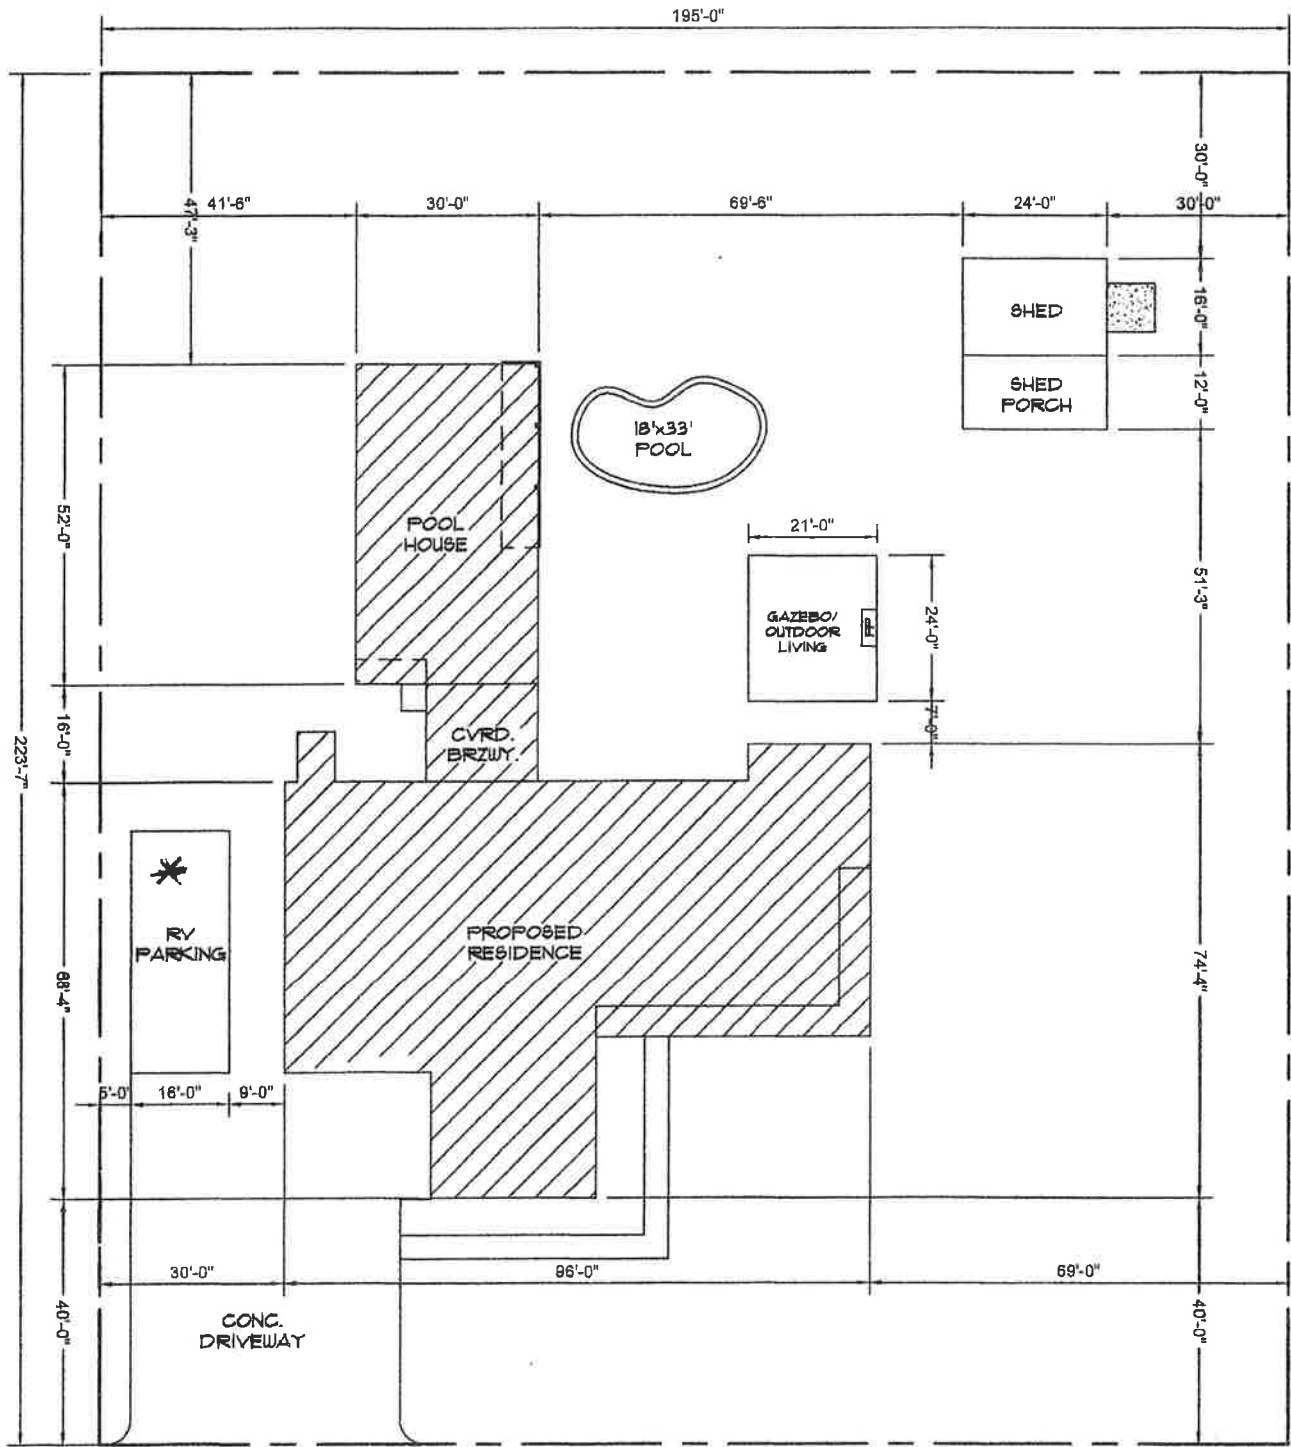 195'-0"
30'-0"
41'-6"
47'-3"
30'-0"
69'-6"
24'-0"
30'-0"
SHED
16'-0"
SHED
PORCH
12'-0"
18'x33'
POOL
52'-0"
POOL
HOUSE
21'-0"
51'-3"
GAZEBO/
OUTDOOR
LIVING
FP
24'-0"
7'-0"
16'-0"
CVRD.
BRZWY.
223'-7"
RV
PARKING
PROPOSED
RESIDENCE
68'-4"
74'-4"
5'-0"
16'-0"
9'-0"
30'-0"
96'-0"
69'-0"
40'-0"
40'-0"
CONC.
DRIVEWAY